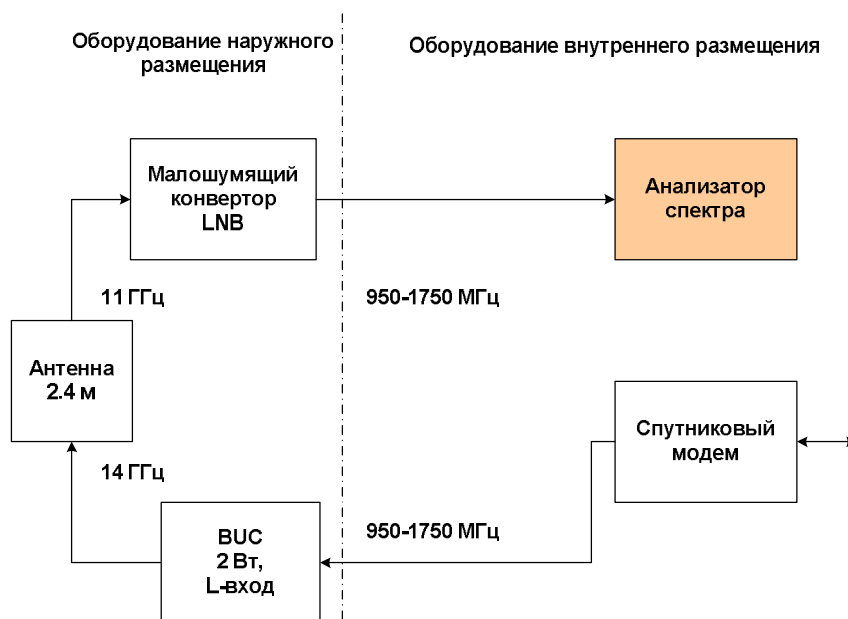 Оборудование наружного
размещения
Оборудование внутреннего размещения
Малошумящий
конвертор
LNB
Анализатор
спектра
11 ГГц
950-1750 МГц
Антенна
2.4 м
Спутниковый
модем
14 ГГц
950-1750 МГц
BUC
2 Вт,
L-вход